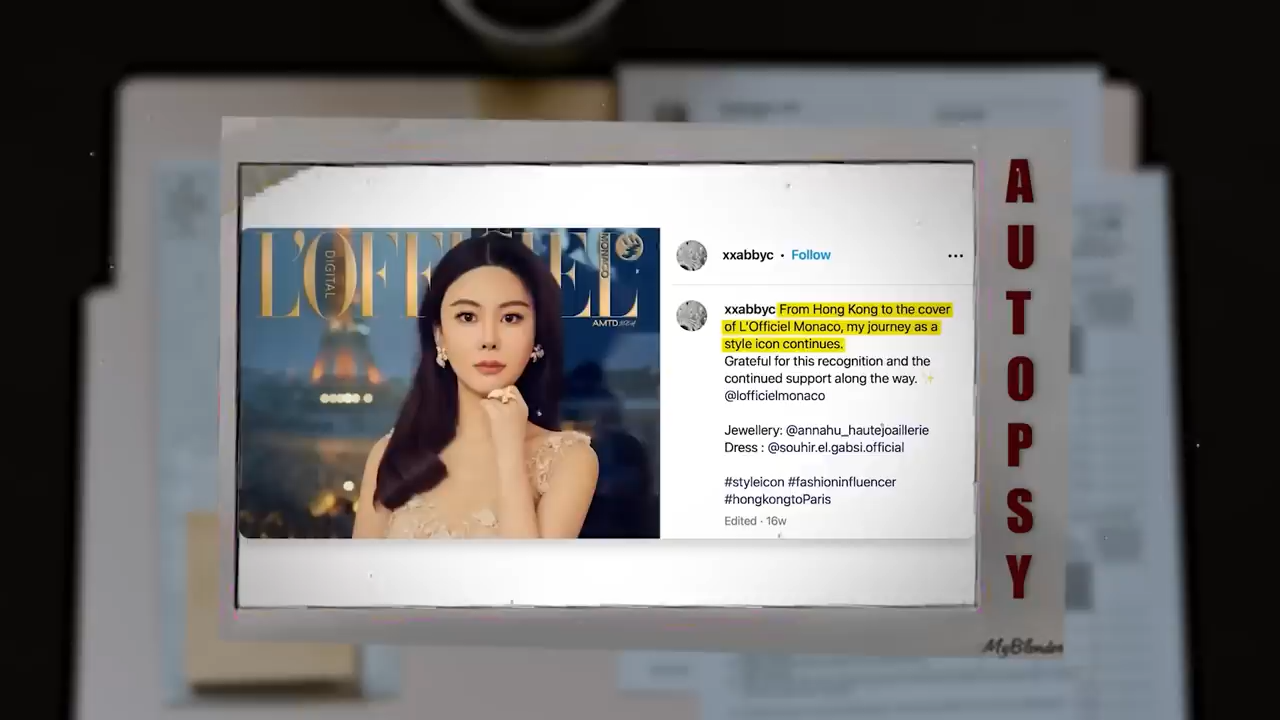 L'OFFICIEL
DIGITAL
MONACO
AMTD
xxabbyc • Follow
xxabbyc From Hong Kong to the cover
of L'Officiel Monaco, my journey as a
style icon continues.
Grateful for this recognition and the
continued support along the way. ✨
@lofficielmonaco
Jewellery: @annahu_hautejoaillerie
Dress : @souhir.el.gabsi.official
#styleicon #fashioninfluencer
#hongkongtoParis
Edited · 16w
AUTOPSY